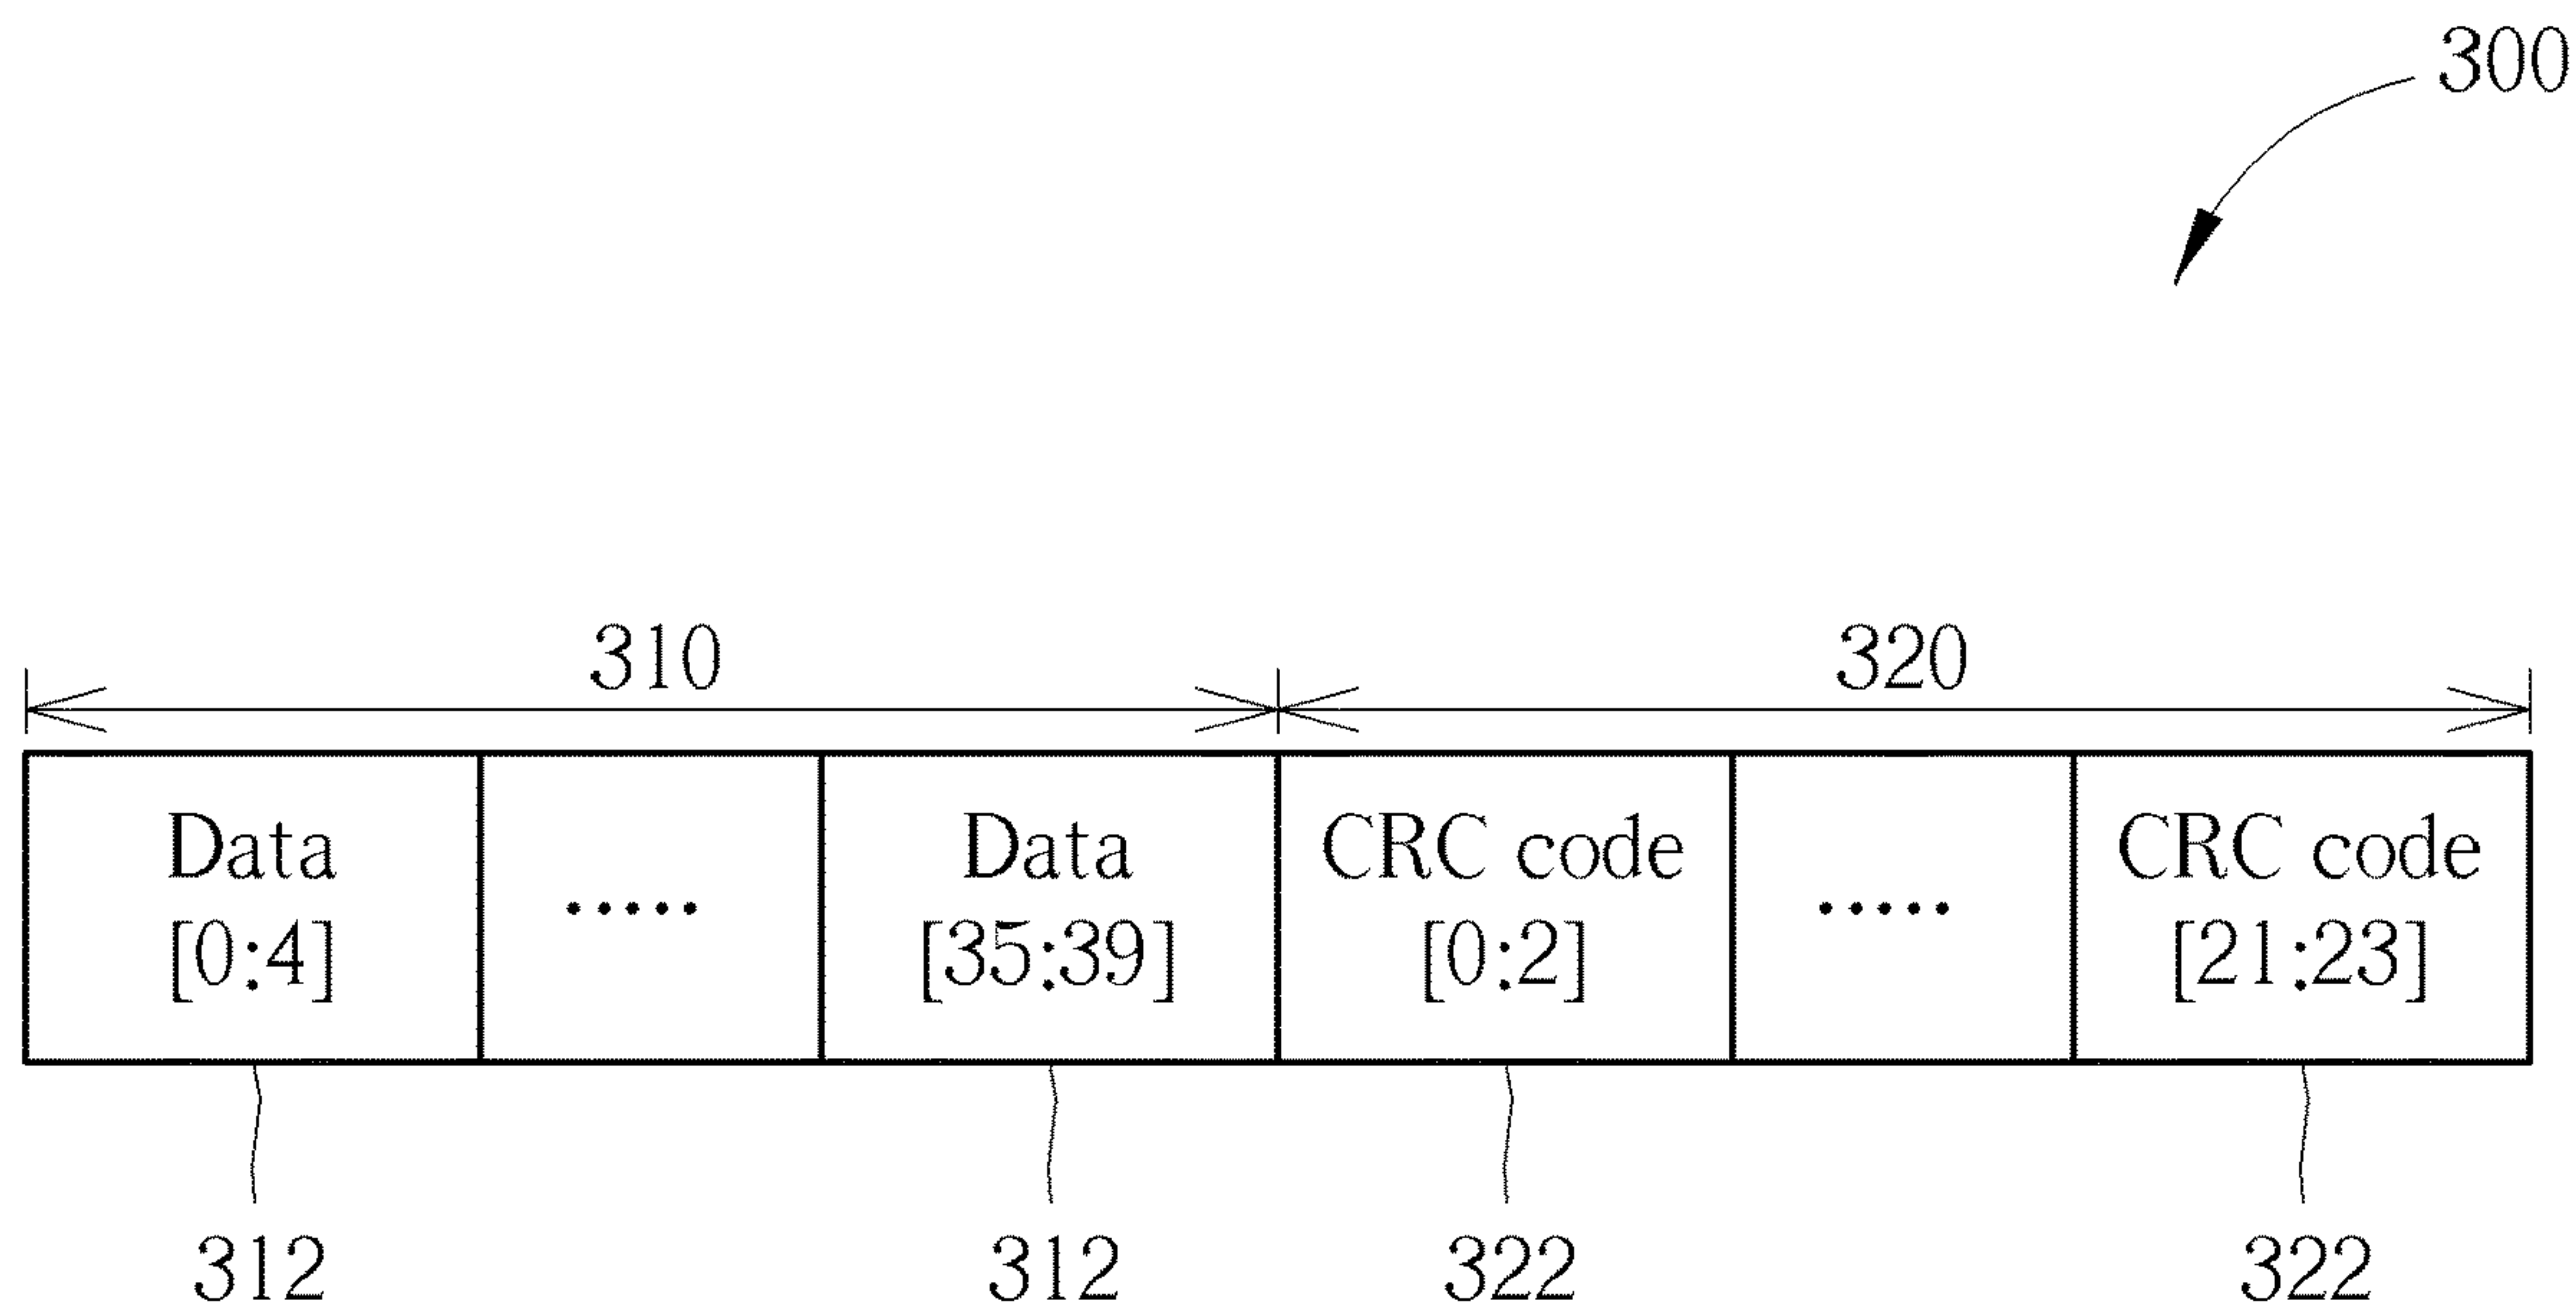 300
310 320
Data ..... Data CRC code ..... CRC code
[0:4] [35:39] [0:2] [21:23]
312 312 322 322